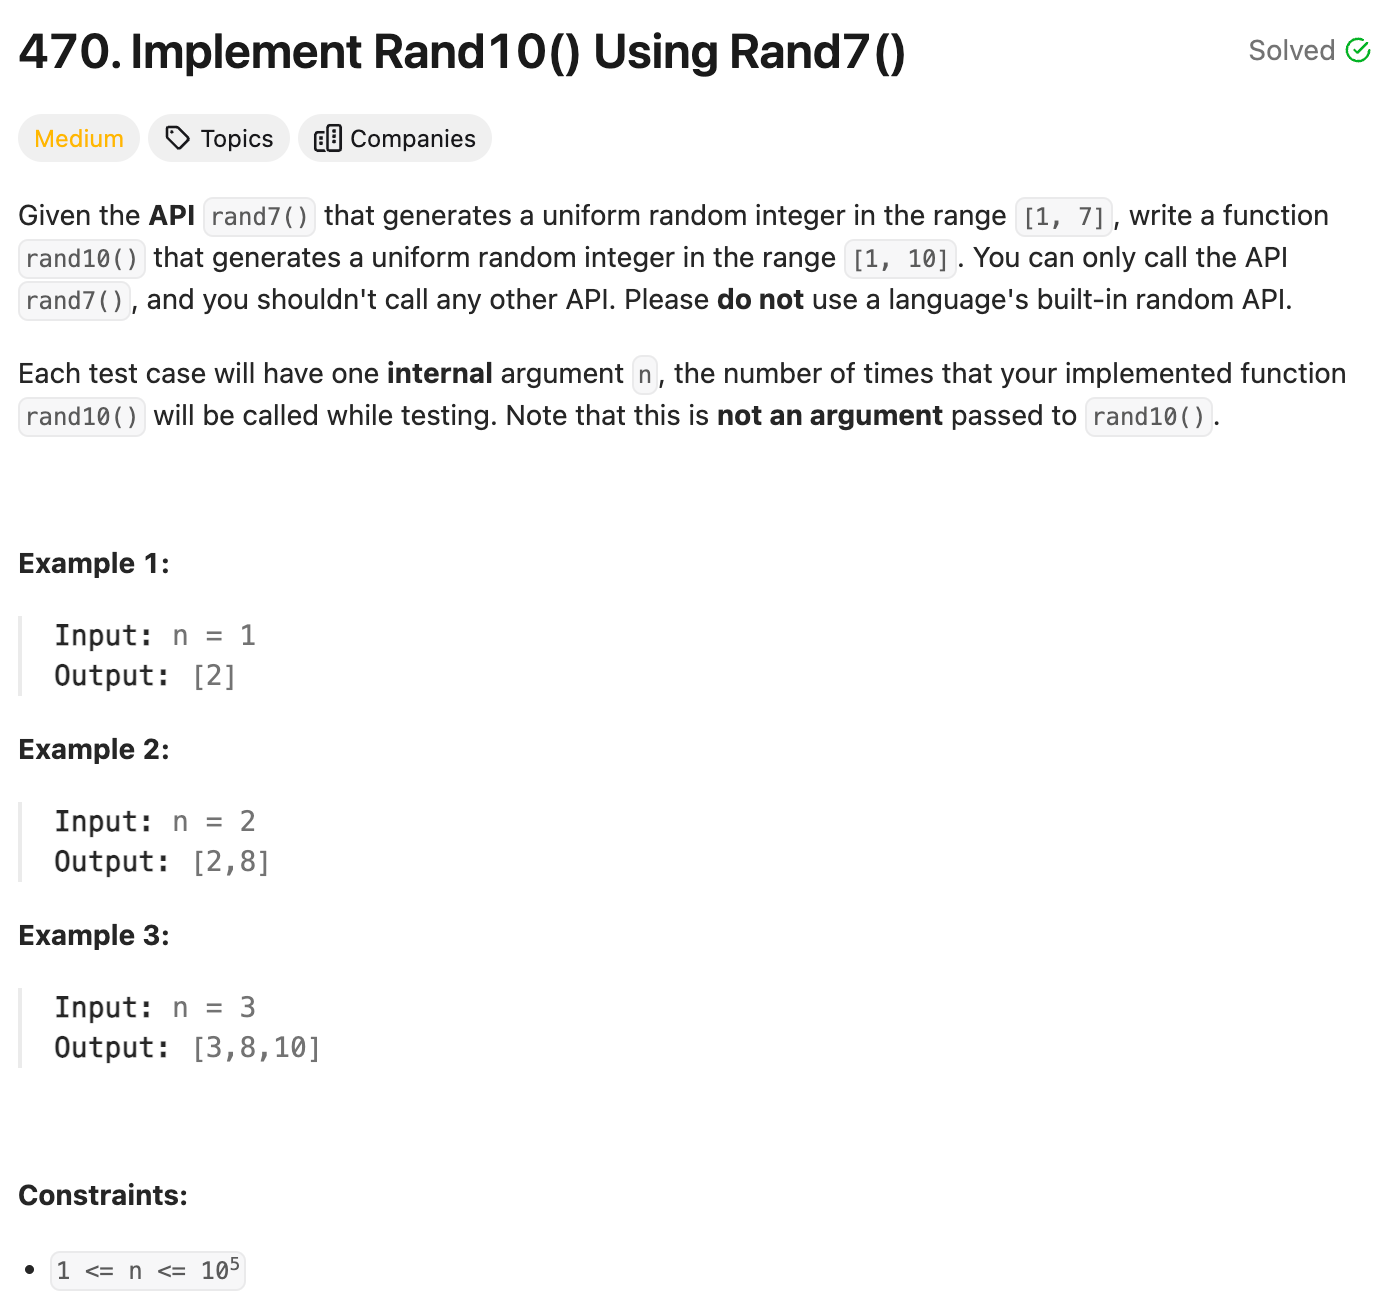 470. Implement Rand10() Using Rand7()
Solved
Medium
Topics
Companies
Given the API rand7() that generates a uniform random integer in the range [1, 7], write a function
rand10() that generates a uniform random integer in the range [1, 10]. You can only call the API
rand7(), and you shouldn't call any other API. Please do not use a language's built-in random API.
Each test case will have one internal argument n, the number of times that your implemented function
rand10() will be called while testing. Note that this is not an argument passed to rand10().
Example 1:
Input: n = 1
Output: [2]
Example 2:
Input: n = 2
Output: [2,8]
Example 3:
Input: n = 3
Output: [3,8,10]
Constraints:
• 1 <= n <= 10⁵